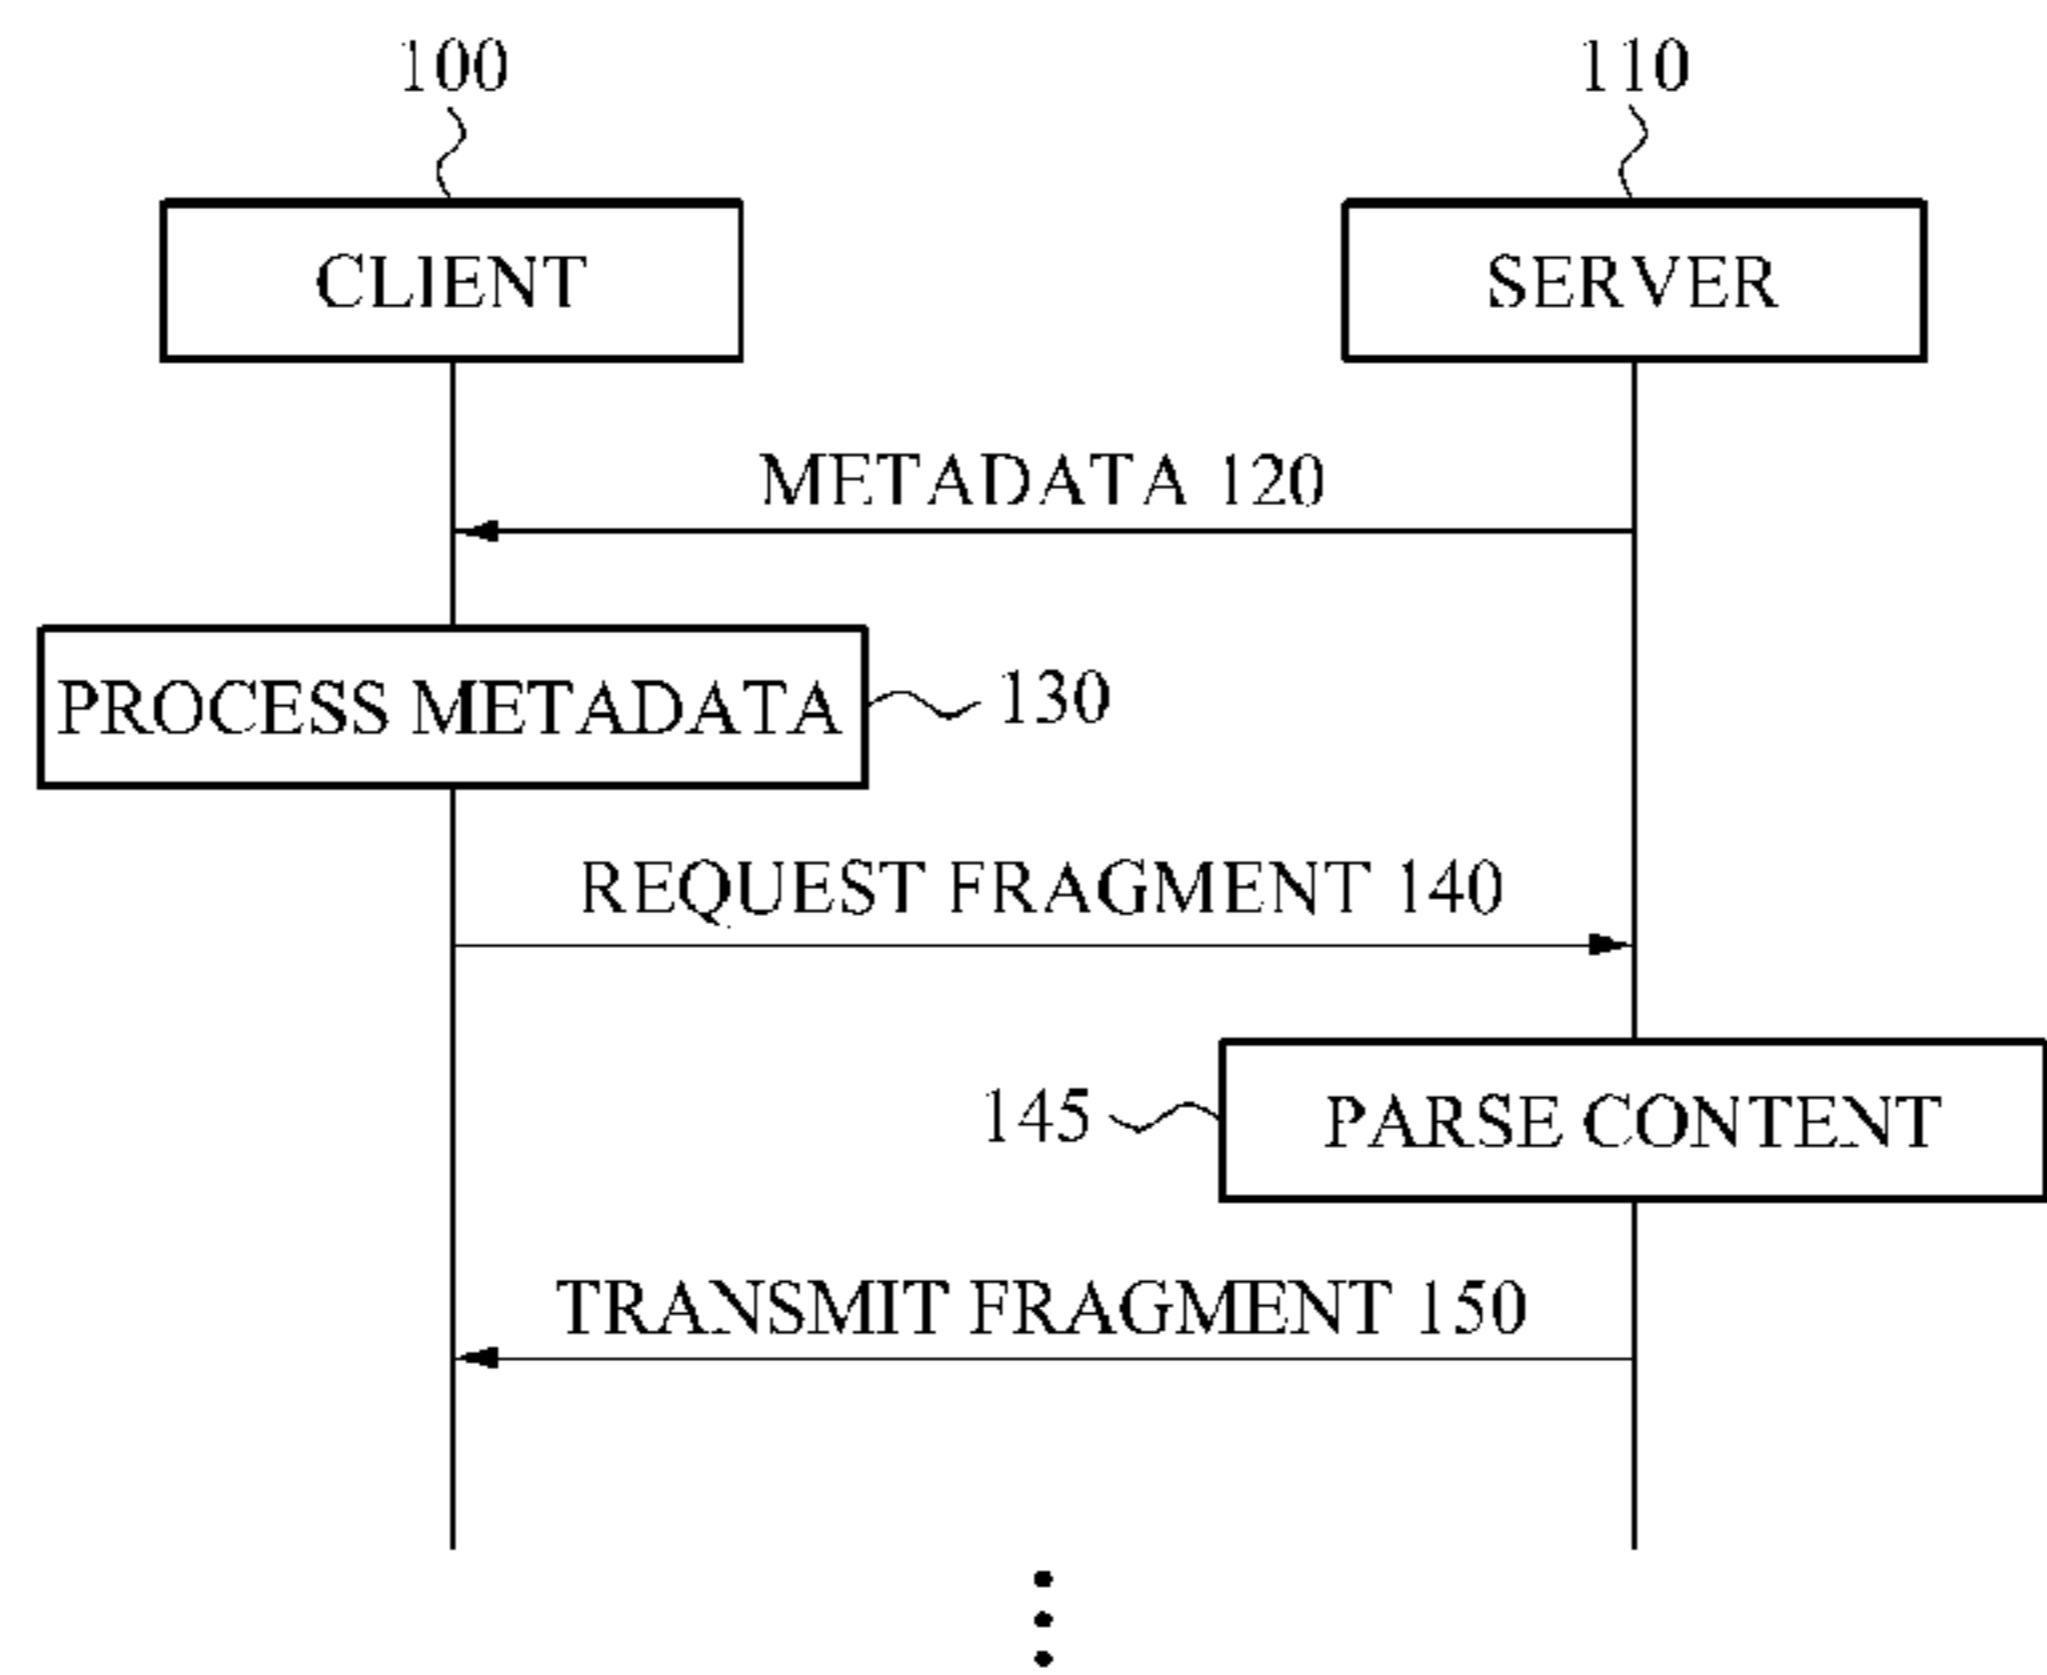 100
110
CLIENT
SERVER
METADATA 120
PROCESS METADATA
130
REQUEST FRAGMENT 140
145
PARSE CONTENT
TRANSMIT FRAGMENT 150